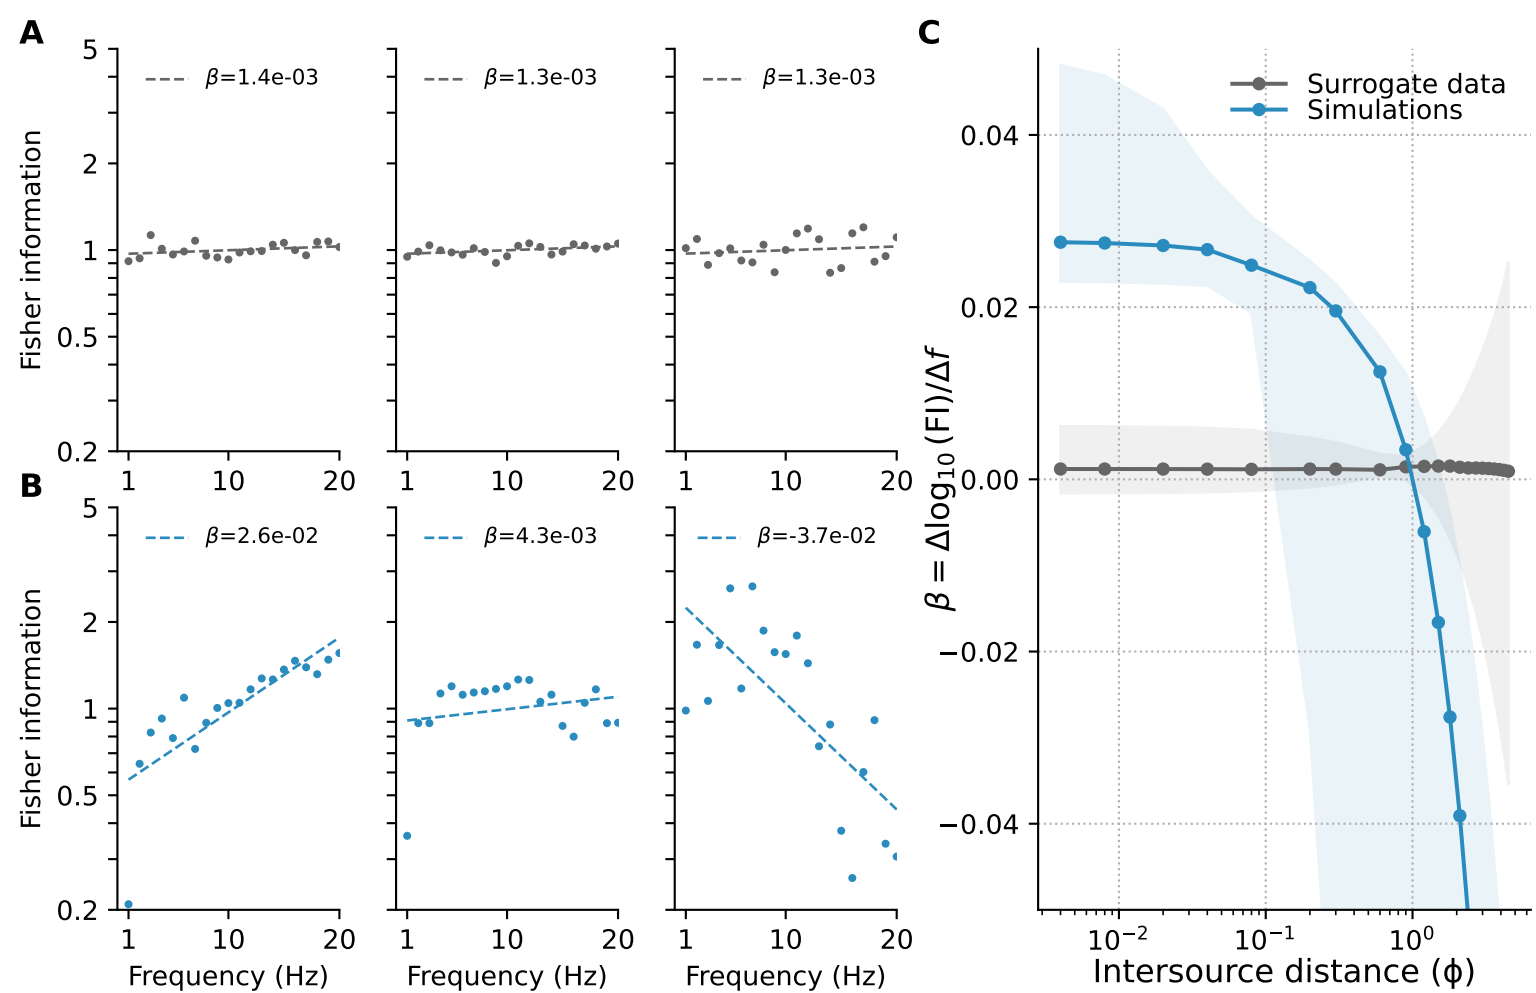 A
5
2
1
0.5
0.2
Fisher information
β=1.4e-03
1 10 20
β=1.3e-03
1 10 20
β=1.3e-03
1 10 20
B
5
2
1
0.5
0.2
Fisher information
β=2.6e-02
1 10 20
Frequency (Hz)
β=4.3e-03
1 10 20
Frequency (Hz)
β=-3.7e-02
1 10 20
Frequency (Hz)
C
Surrogate data
Simulations
0.04
0.02
0.00
−0.02
−0.04
β = Δlog₁₀(FI)/Δf
10⁻² 10⁻¹ 10⁰
Intersource distance (ϕ)